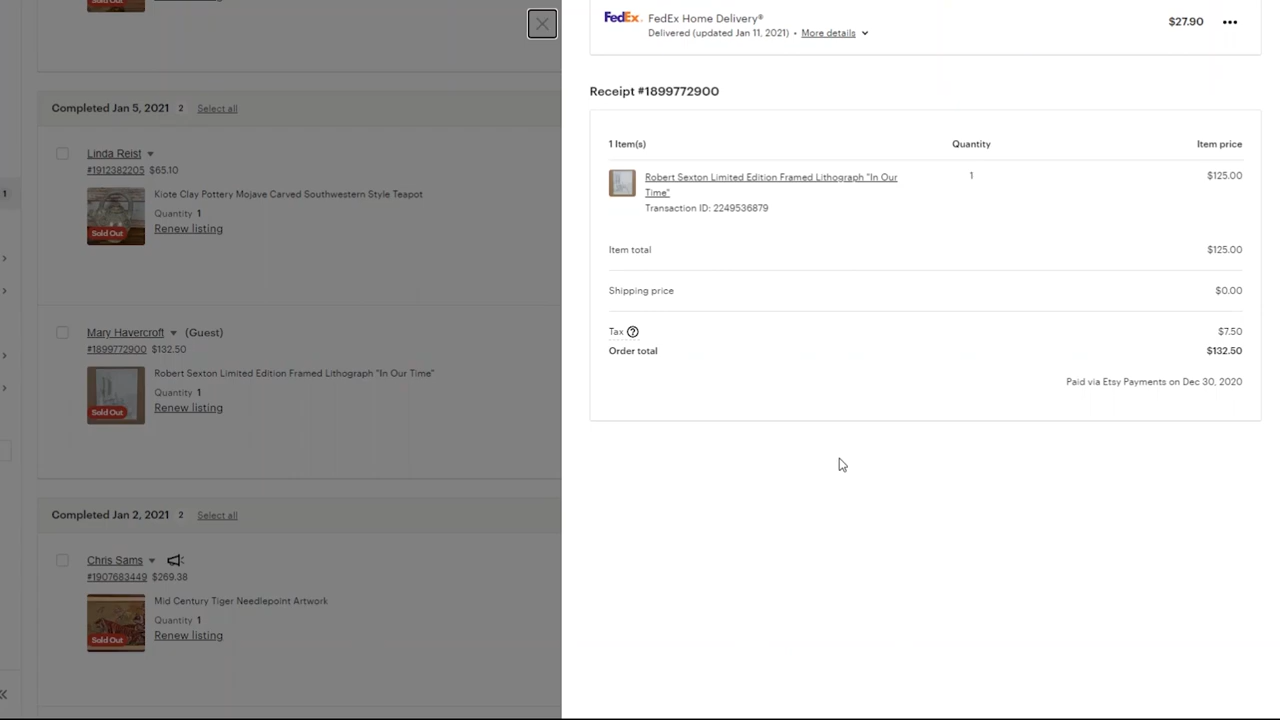 Completed Jan 5, 2021 2 Select all
Linda Reist
#1912382205 $65.10
Kiote Clay Pottery Mojave Carved Southwestern Style Teapot
Quantity 1
Sold Out
Renew listing
Mary Havercroft (Guest)
#1899772900 $132.50
Robert Sexton Limited Edition Framed Lithograph "In Our Time"
Quantity 1
Sold Out
Renew listing
Completed Jan 2, 2021 2 Select all
Chris Sams
#1907683449 $269.38
Mid Century Tiger Needlepoint Artwork
Quantity 1
Sold Out
Renew listing
1
FedEx. FedEx Home Delivery® $27.90
Delivered (updated Jan 11, 2021) • More details
Receipt #1899772900
1 Item(s) Quantity Item price
Robert Sexton Limited Edition Framed Lithograph "In Our 1 $125.00
Time"
Transaction ID: 2249536879
Item total $125.00
Shipping price $0.00
Tax ? $7.50
Order total $132.50
Paid via Etsy Payments on Dec 30, 2020